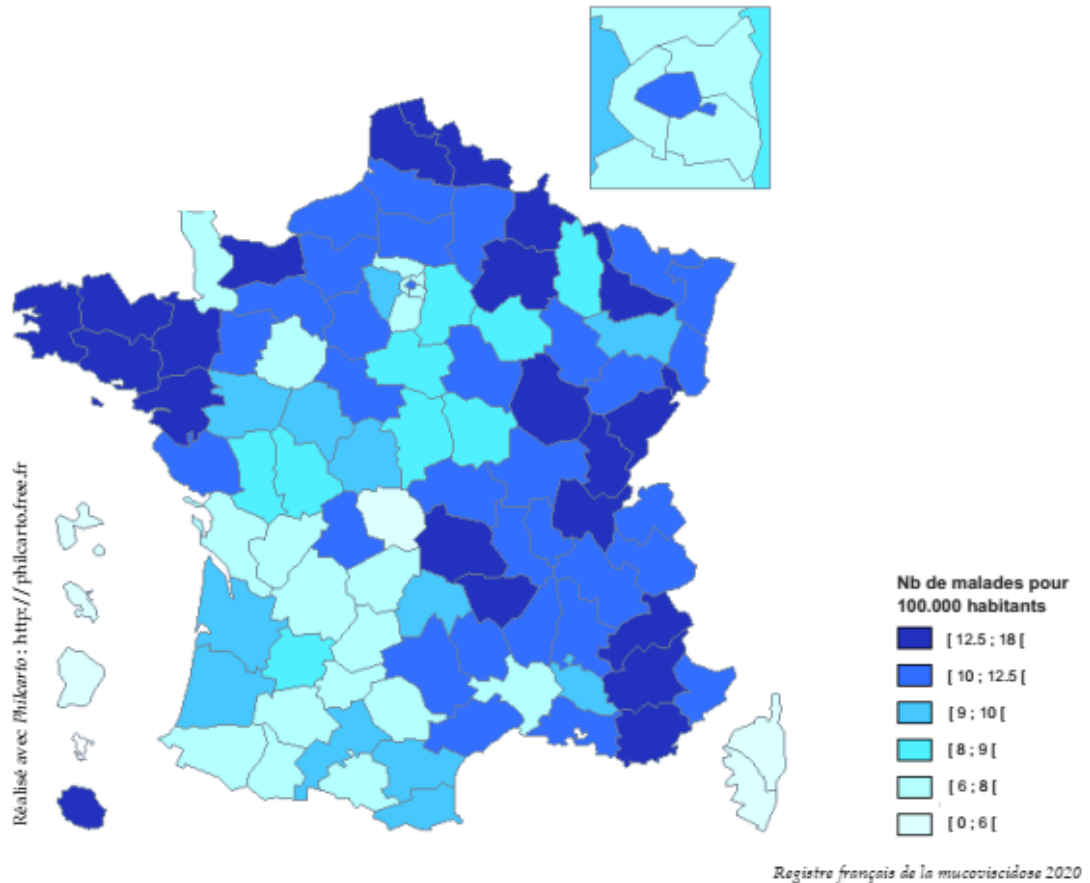 Réalisé avec Philcarto : http://philcarto.free.fr
Nb de malades pour
100.000 habitants
[ 12.5 ; 18 [
[ 10 ; 12.5 [
[ 9 ; 10 [
[ 8 ; 9 [
[ 6 ; 8 [
[ 0 ; 6 [
Registre français de la mucoviscidose 2020